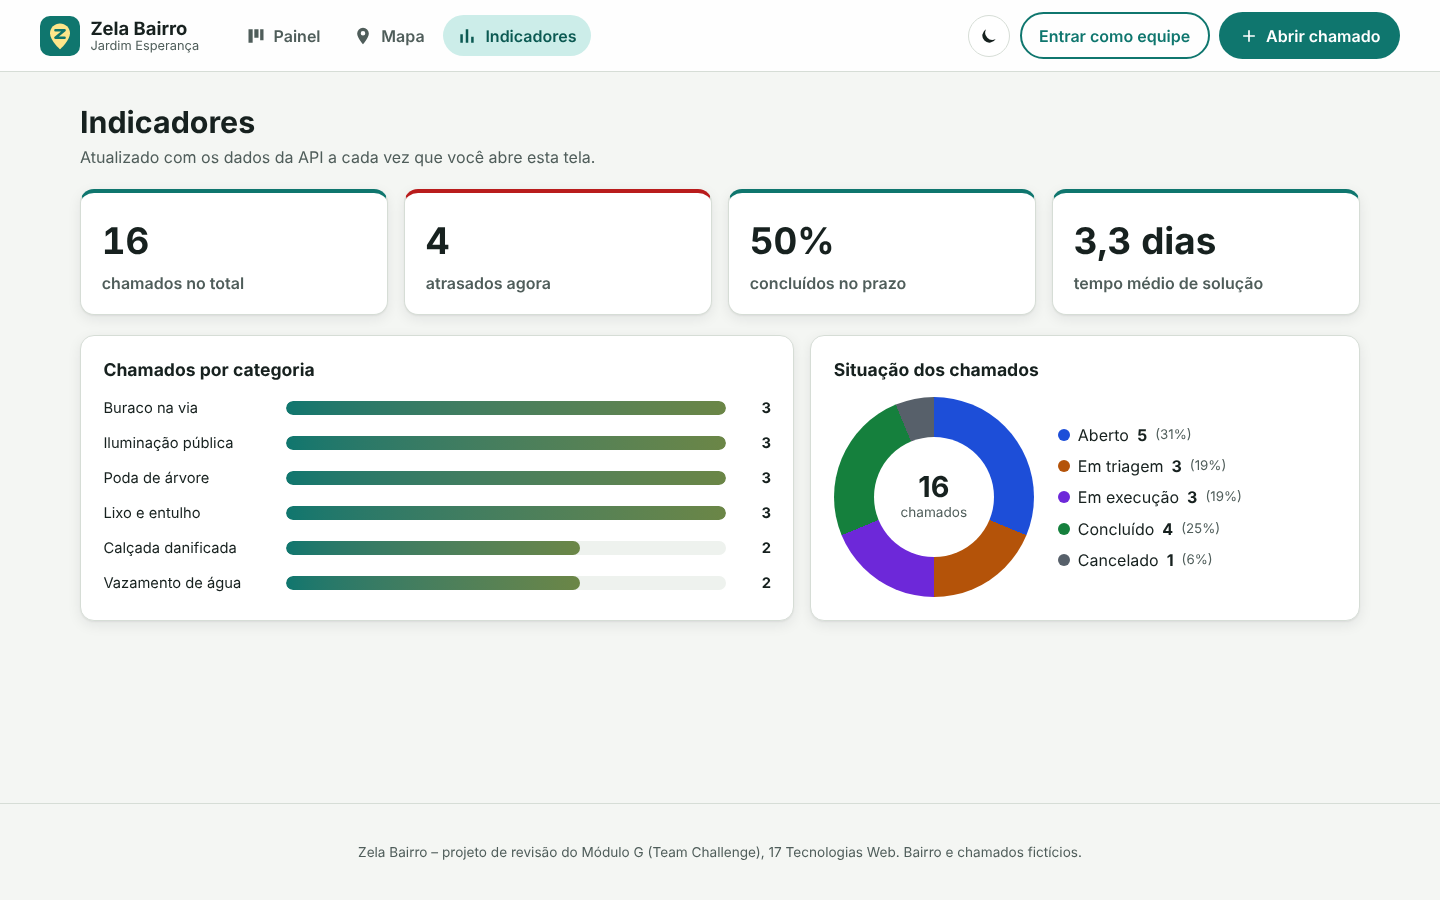 Zela Bairro
Jardim Esperança
Painel
Mapa
Indicadores
Entrar como equipe
+ Abrir chamado
Indicadores
Atualizado com os dados da API a cada vez que você abre esta tela.
16
chamados no total
4
atrasados agora
50%
concluídos no prazo
3,3 dias
tempo médio de solução
Chamados por categoria
Buraco na via 3
Iluminação pública 3
Poda de árvore 3
Lixo e entulho 3
Calçada danificada 2
Vazamento de água 2
Situação dos chamados
16
chamados
Aberto 5 (31%)
Em triagem 3 (19%)
Em execução 3 (19%)
Concluído 4 (25%)
Cancelado 1 (6%)
Zela Bairro – projeto de revisão do Módulo G (Team Challenge), 17 Tecnologias Web. Bairro e chamados fictícios.